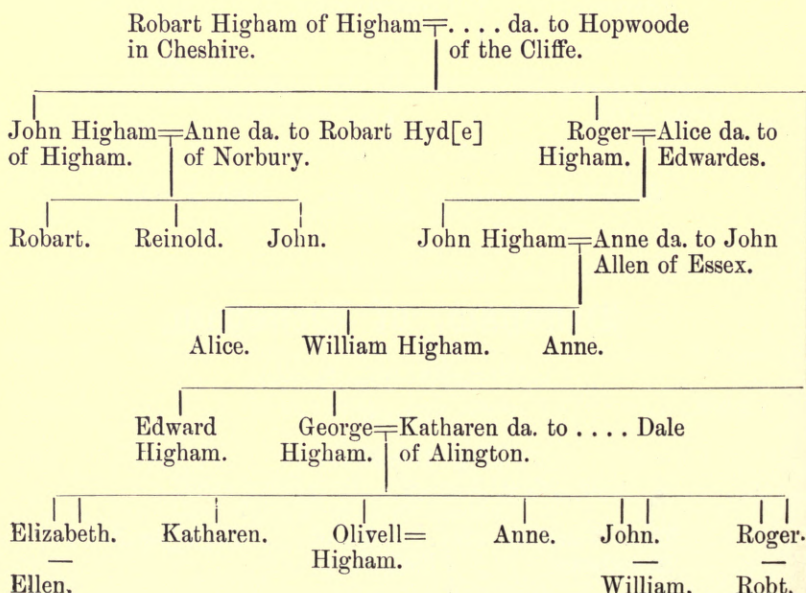 Robart Higham of Higham=.... da. to Hopwoode
in Cheshire. of the Cliffe.
John Higham=Anne da. to Robart Hyd[e] Roger=Alice da. to
of Higham. of Norbury. Higham. Edwardes.
Robart. Reinold. John. John Higham=Anne da. to John
Allen of Essex.
Alice. William Higham. Anne.
Edward George=Katharen da. to .... Dale
Higham. Higham. of Alington.
Elizabeth. Katharen. Olivell= Anne. John. Roger.
Higham.
Ellen. William. Robt.